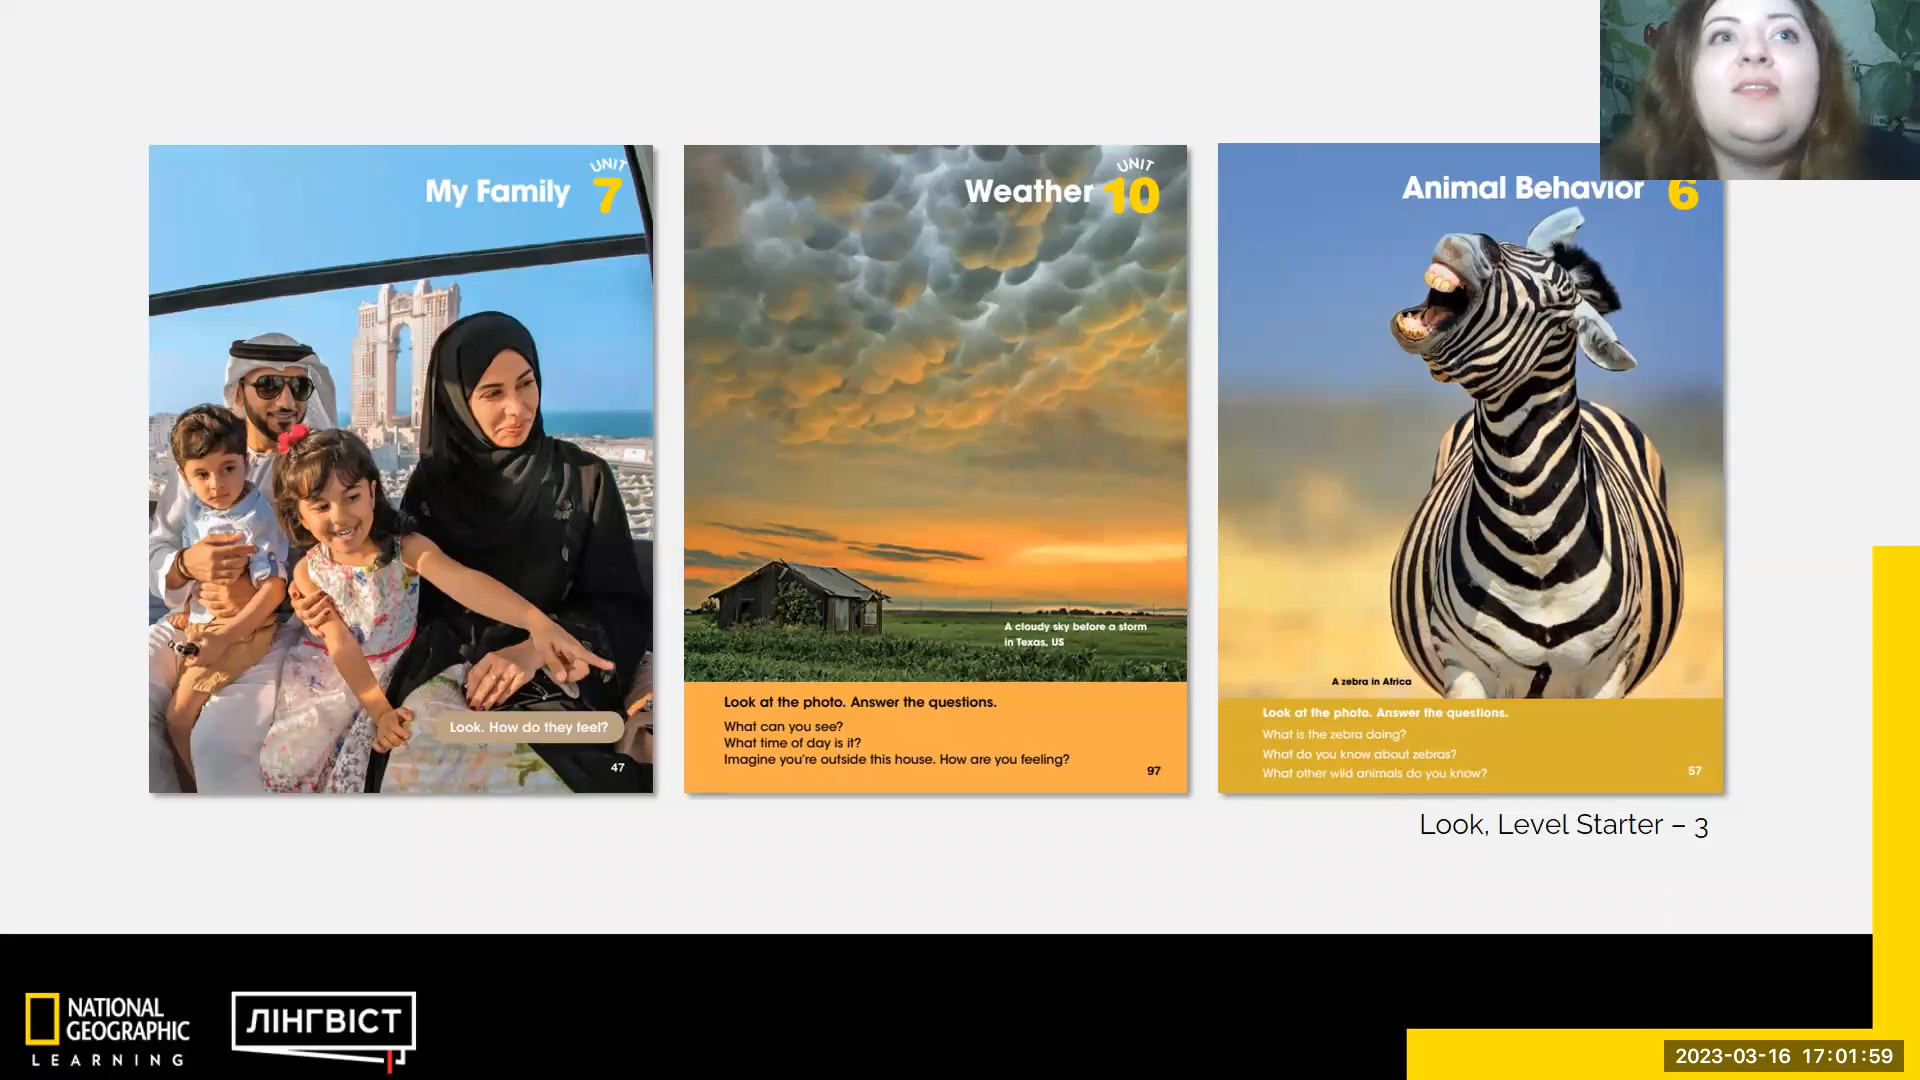 UNIT
My Family 7
Look. How do they feel?
47
UNIT
Weather 10
A cloudy sky before a storm
in Texas, US
Look at the photo. Answer the questions.
What can you see?
What time of day is it?
Imagine you're outside this house. How are you feeling?
97
Animal Behavior 6
A zebra in Africa
Look at the photo. Answer the questions.
What is the zebra doing?
What do you know about zebras?
What other wild animals do you know?
57
Look, Level Starter – 3
NATIONAL
GEOGRAPHIC
LEARNING
ЛІНГВІСТ
2023-03-16 17:01:59